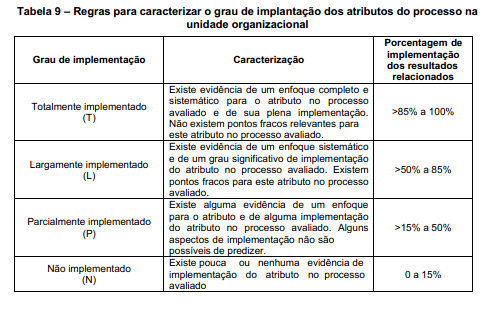 Tabela 9 – Regras para caracterizar o grau de implantação dos atributos do processo na
unidade organizacional
Grau de implementação
Caracterização
Porcentagem de
implementação
dos resultados
relacionados
Totalmente implementado
(T)
Existe evidência de um enfoque completo e
sistemático para o atributo no processo
avaliado e de sua plena implementação.
Não existem pontos fracos relevantes para
este atributo no processo avaliado.
>85% a 100%
Largamente implementado
(L)
Existe evidência de um enfoque sistemático
e de um grau significativo de implementação
do atributo no processo avaliado. Existem
pontos fracos para este atributo no processo
avaliado.
>50% a 85%
Parcialmente implementado
(P)
Existe alguma evidência de um enfoque
para o atributo e de alguma implementação
do atributo no processo avaliado. Alguns
aspectos de implementação não são
possíveis de predizer.
>15% a 50%
Não implementado
(N)
Existe pouca ou nenhuma evidência de
implementação do atributo no processo
avaliado
0 a 15%